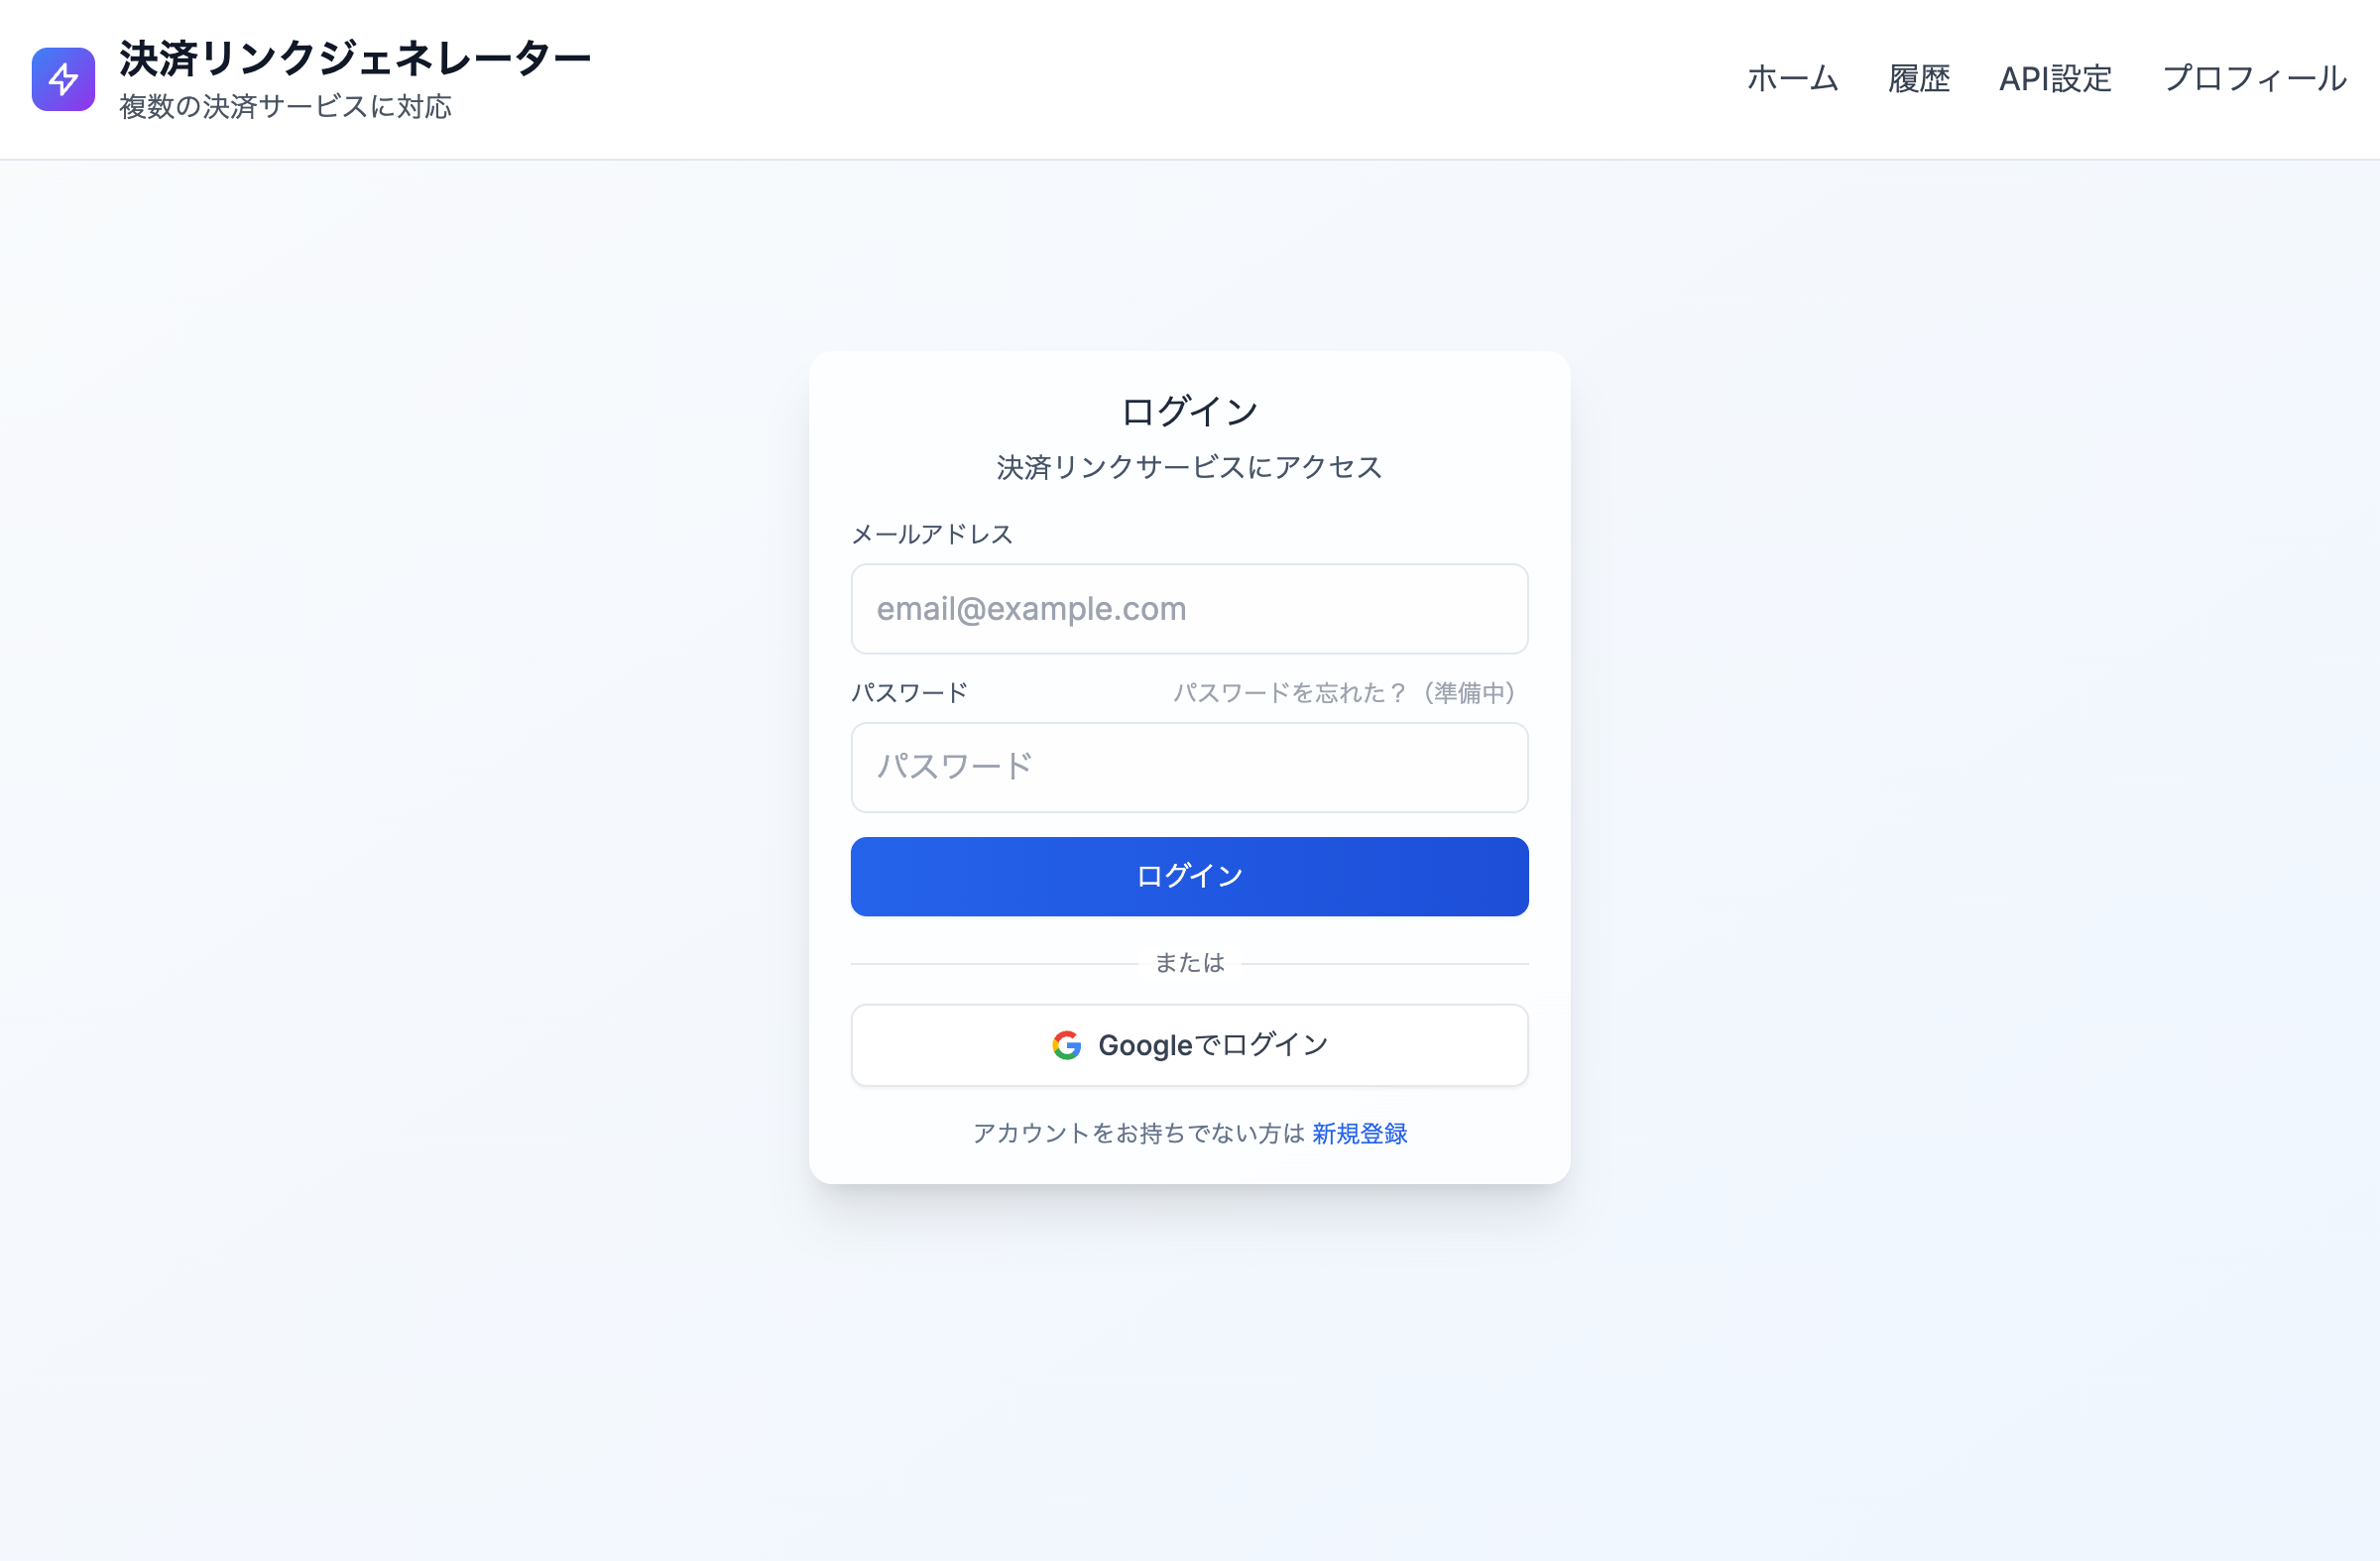 決済リンクジェネレーター
複数の決済サービスに対応
ホーム 履歴 API設定 プロフィール
ログイン
決済リンクサービスにアクセス
メールアドレス
email@example.com
パスワード パスワードを忘れた？（準備中）
パスワード
ログイン
または
Googleでログイン
アカウントをお持ちでない方は 新規登録